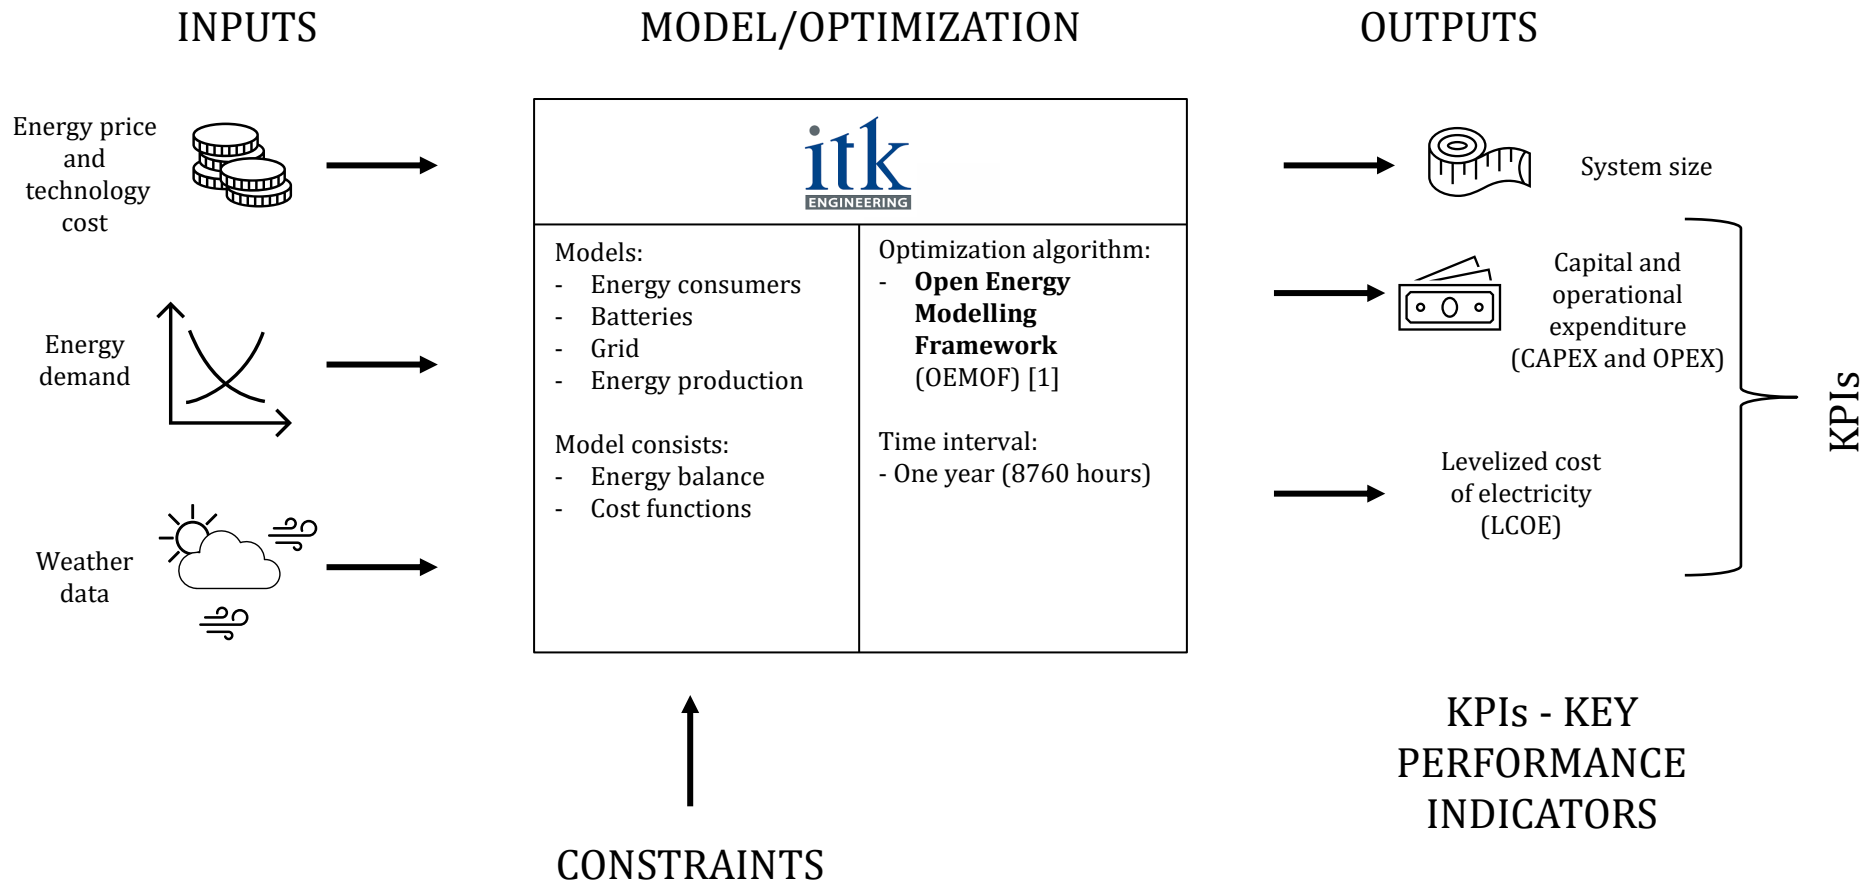 INPUTS
MODEL/OPTIMIZATION
OUTPUTS
Energy price
and
technology
cost
Energy
demand
Weather
data
itk
ENGINEERING
Models:
- Energy consumers
- Batteries
- Grid
- Energy production
Model consists:
- Energy balance
- Cost functions
Optimization algorithm:
- Open Energy
Modelling
Framework
(OEMOF) [1]
Time interval:
- One year (8760 hours)
System size
Capital and
operational
expenditure
(CAPEX and OPEX)
Levelized cost
of electricity
(LCOE)
KPIs
CONSTRAINTS
KPIs - KEY
PERFORMANCE
INDICATORS